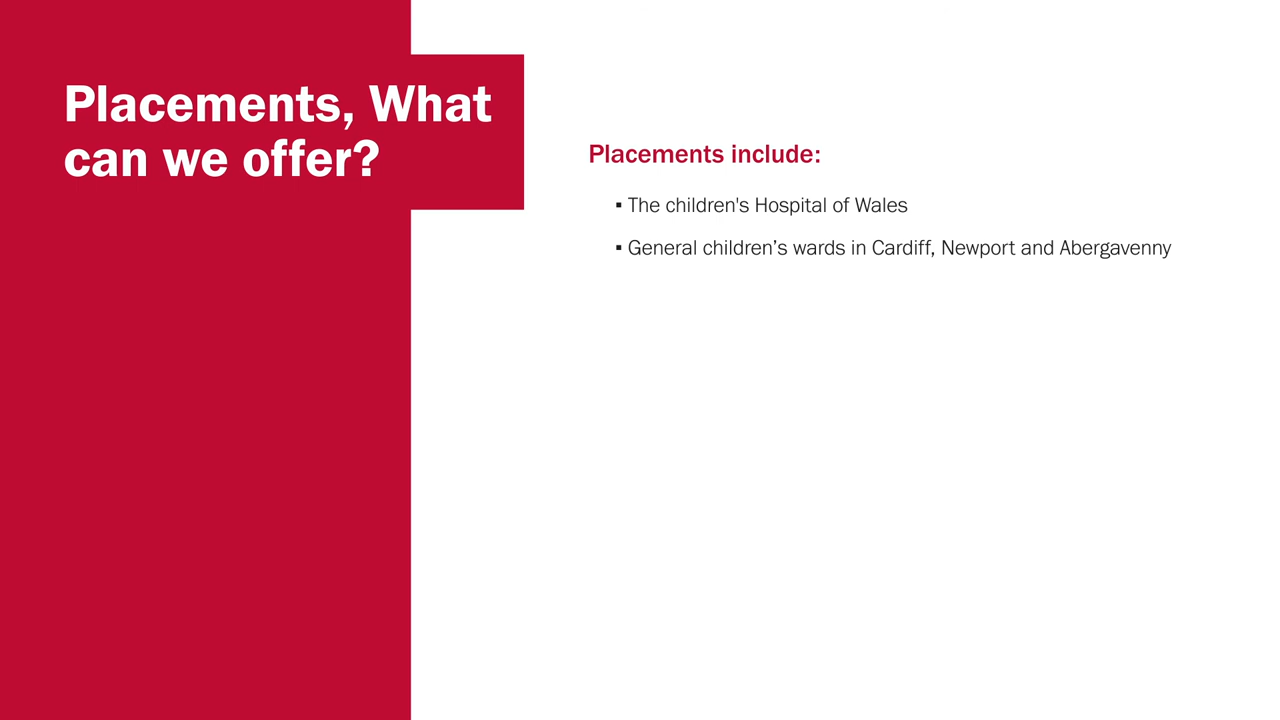 Placements, What
can we offer?
Placements include:
▪ The children's Hospital of Wales
▪ General children’s wards in Cardiff, Newport and Abergavenny